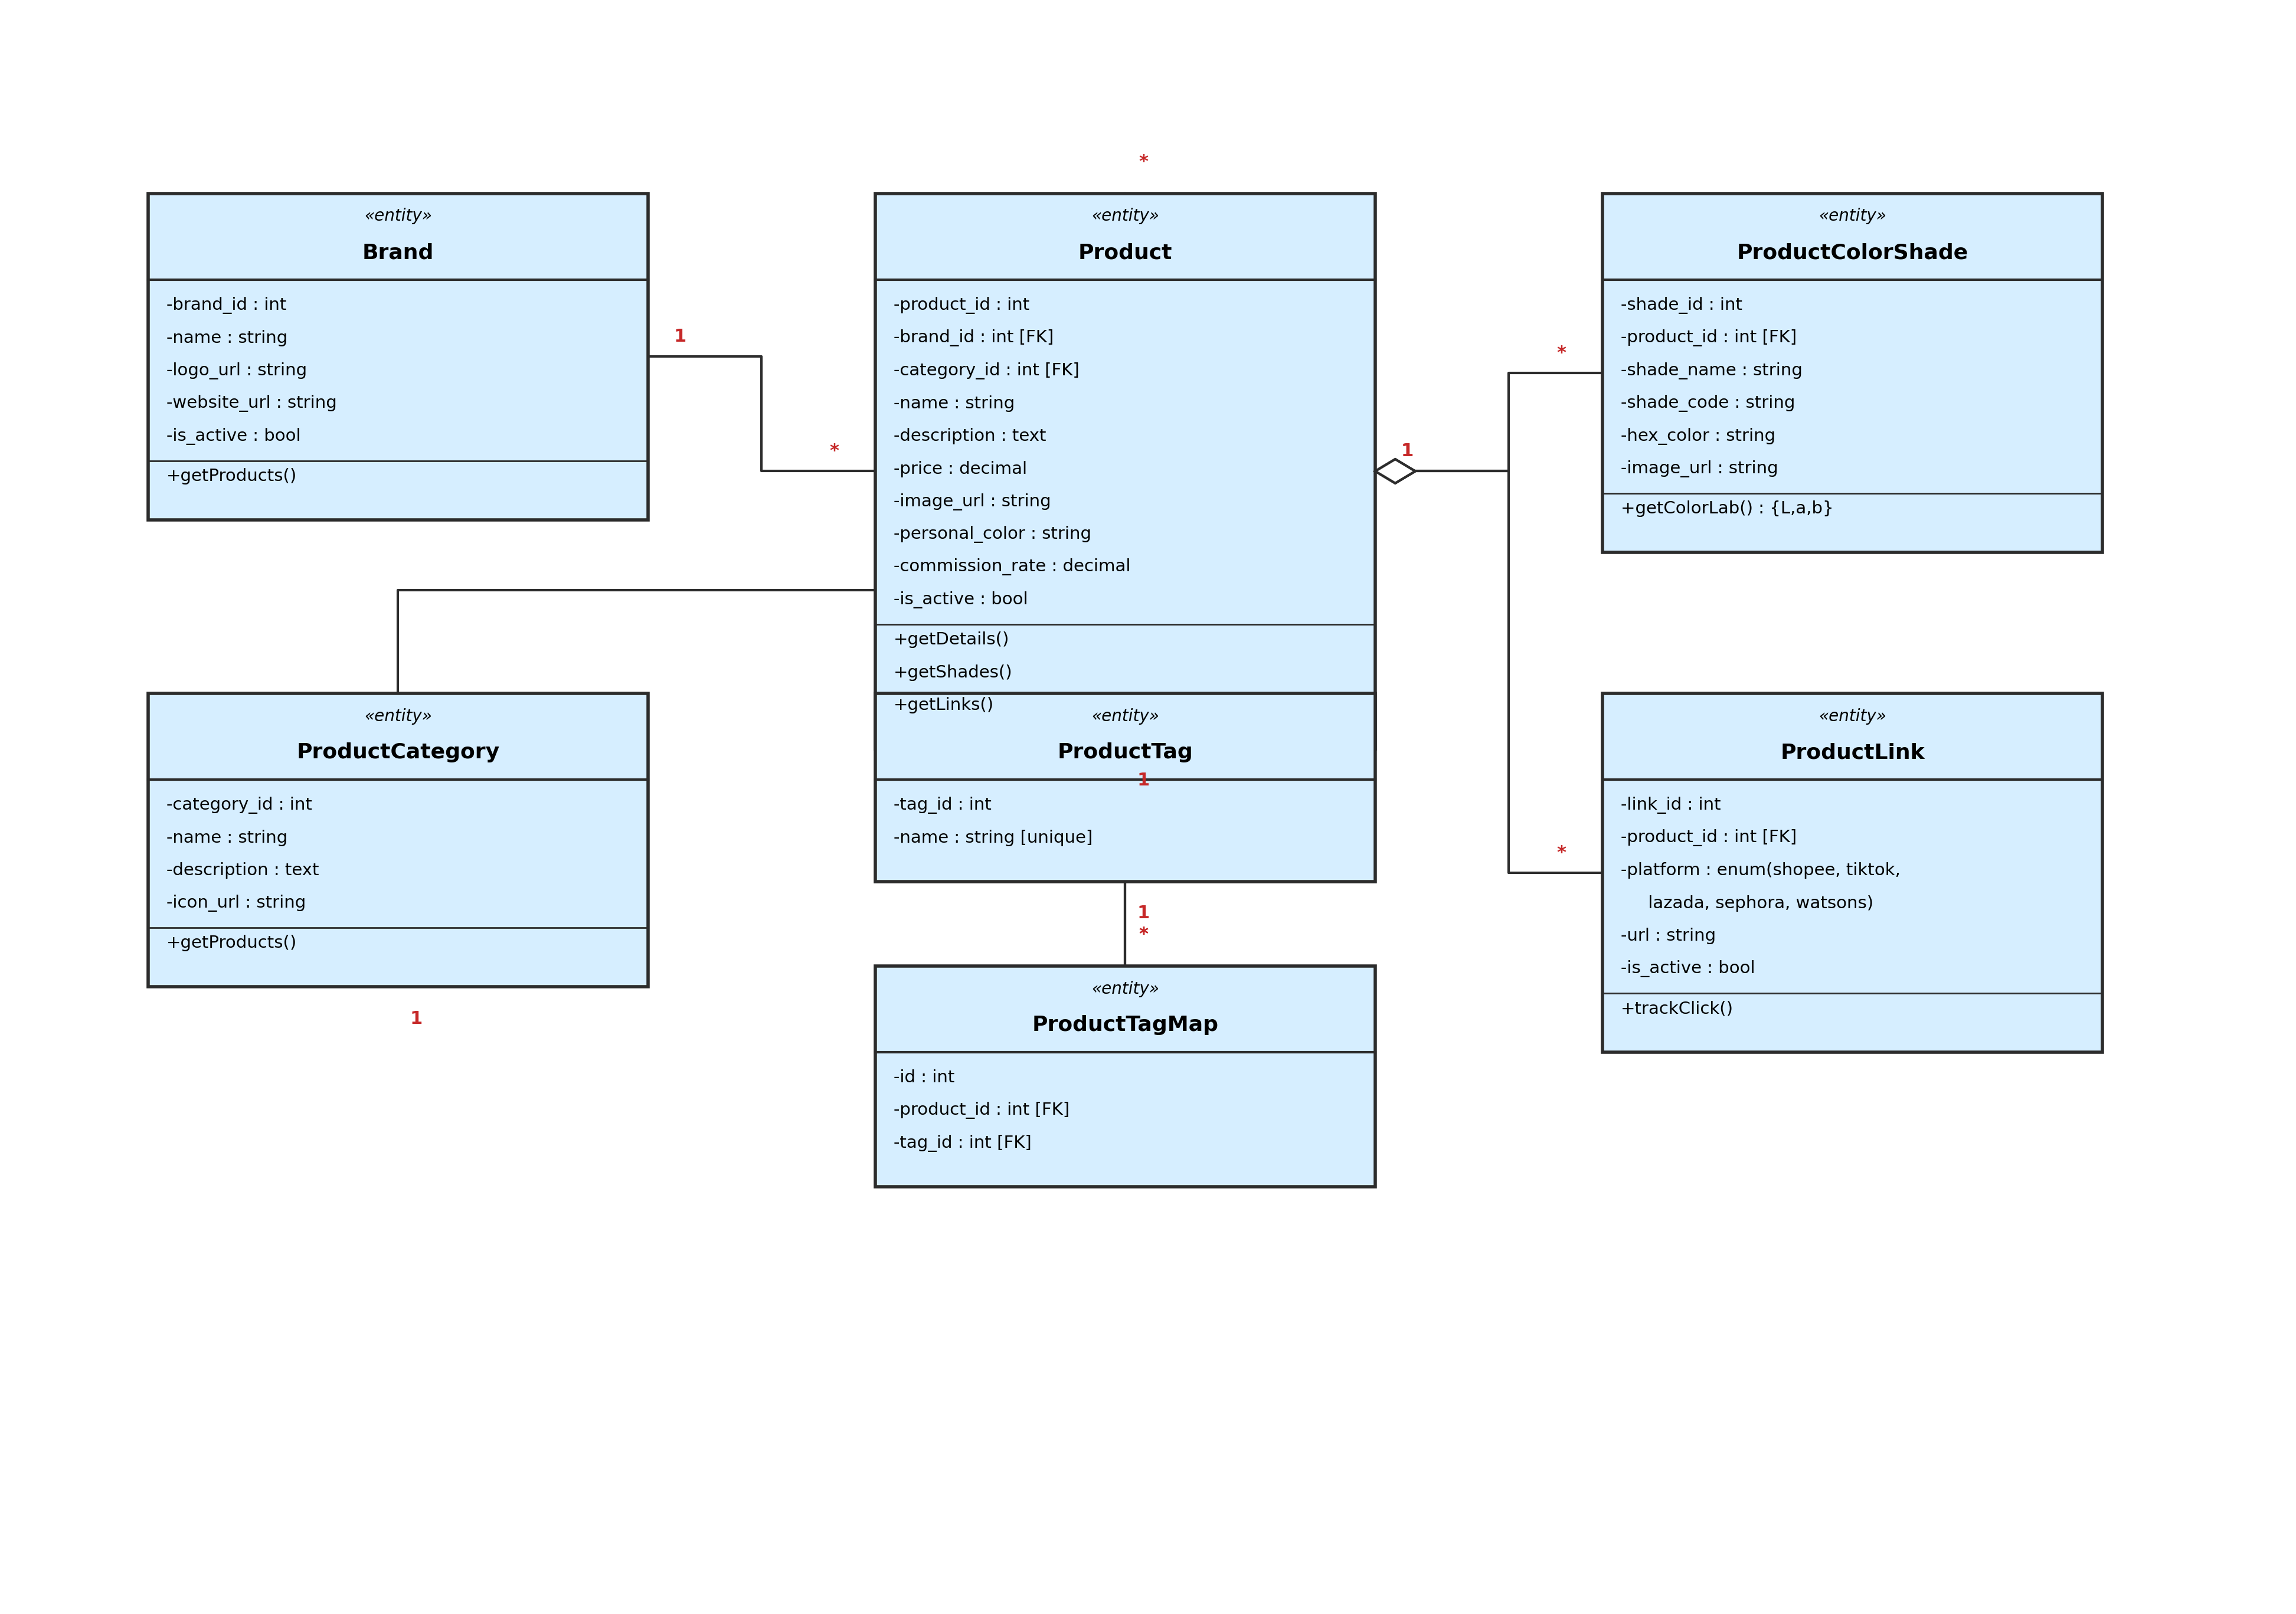 *
«entity»
Brand
-brand_id : int
-name : string
-logo_url : string
-website_url : string
-is_active : bool
+getProducts()
1
*
«entity»
Product
-product_id : int
-brand_id : int [FK]
-category_id : int [FK]
-name : string
-description : text
-price : decimal
-image_url : string
-personal_color : string
-commission_rate : decimal
-is_active : bool
+getDetails()
+getShades()
+getLinks()
1
*
«entity»
ProductColorShade
-shade_id : int
-product_id : int [FK]
-shade_name : string
-shade_code : string
-hex_color : string
-image_url : string
+getColorLab() : {L,a,b}
«entity»
ProductCategory
-category_id : int
-name : string
-description : text
-icon_url : string
+getProducts()
1
«entity»
ProductTag
1
-tag_id : int
-name : string [unique]
1
*
«entity»
ProductTagMap
-id : int
-product_id : int [FK]
-tag_id : int [FK]
*
«entity»
ProductLink
-link_id : int
-product_id : int [FK]
-platform : enum(shopee, tiktok,
lazada, sephora, watsons)
-url : string
-is_active : bool
+trackClick()